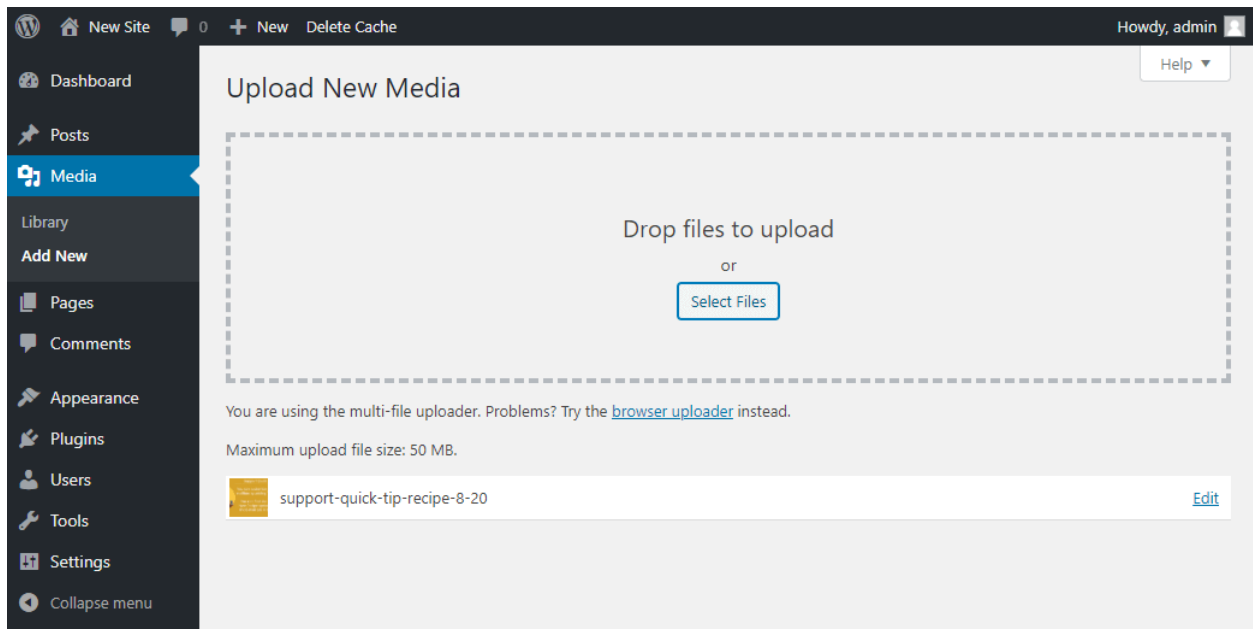 New Site 0 New Delete Cache Howdy, admin
Help
Dashboard
Upload New Media
Posts
Media
Library
Add New
Pages
Comments
Appearance
Plugins
Users
Tools
Settings
Collapse menu
Drop files to upload
or
Select Files
You are using the multi-file uploader. Problems? Try the browser uploader instead.
Maximum upload file size: 50 MB.
support-quick-tip-recipe-8-20 Edit